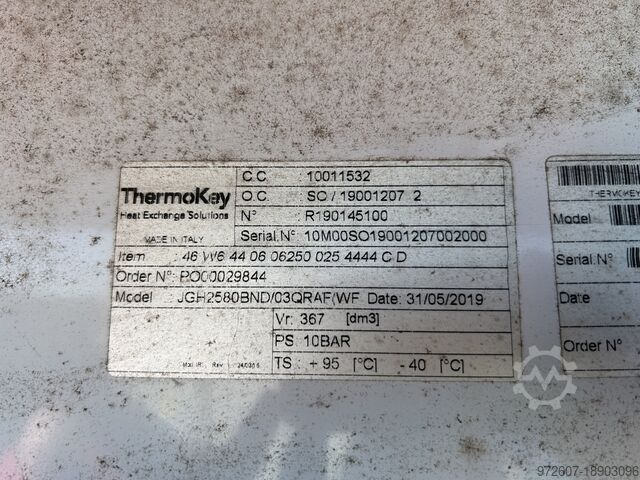 ThermoKey
Heat Exchange Solutions
MADE IN ITALY
C.C. : 10011532
O.C. : SO / 19001207 2
N° : R190145100
Serial.N°: 10M00SO19001207002000
Item : 46 W6 44 06 06250 025 4444 C D
Order N° : PO00029844
Model : JGH2580BND/03QRAF(WF Date: 31/05/2019
Vr: 367 [dm3]
PS: 10BAR
TS : + 95 [°C] - 40 [°C]
THERMOKEY
Model
Serial.N°
Date
Order N°
972607-18903096